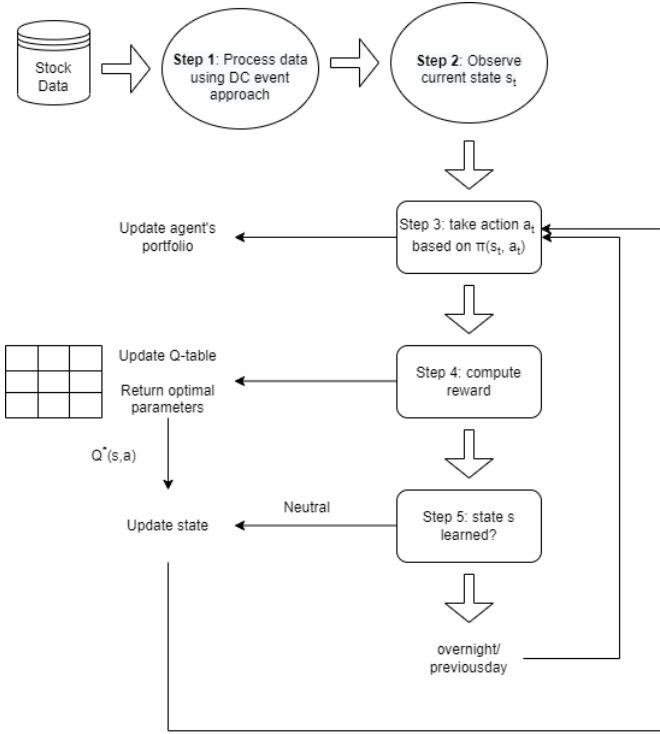 Stock
Data
Step 1: Process data
using DC event
approach
Step 2: Observe
current state sₜ
Update agent's
portfolio
Step 3: take action aₜ
based on π(sₜ, aₜ)
Update Q-table
Return optimal
parameters
Step 4: compute
reward
Q*(s,a)
Update state
Neutral
Step 5: state s
learned?
overnight/
previousday